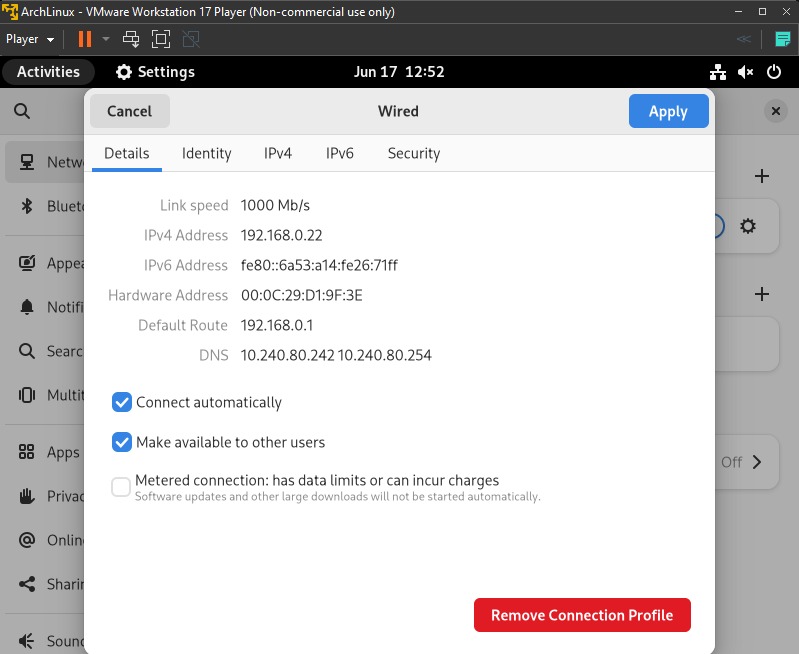 ArchLinux - VMware Workstation 17 Player (Non-commercial use only)
Player
Activities Settings Jun 17 12:52
Cancel Wired Apply
Details Identity IPv4 IPv6 Security
Netw
Blueto
Appea
Notifi
Searc
Multit
Apps
Privac
Onlin
Sharin
Sound
Link speed 1000 Mb/s
IPv4 Address 192.168.0.22
IPv6 Address fe80::6a53:a14:fe26:71ff
Hardware Address 00:0C:29:D1:9F:3E
Default Route 192.168.0.1
DNS 10.240.80.242 10.240.80.254
Connect automatically
Make available to other users
Metered connection: has data limits or can incur charges
Software updates and other large downloads will not be started automatically.
Off
Remove Connection Profile